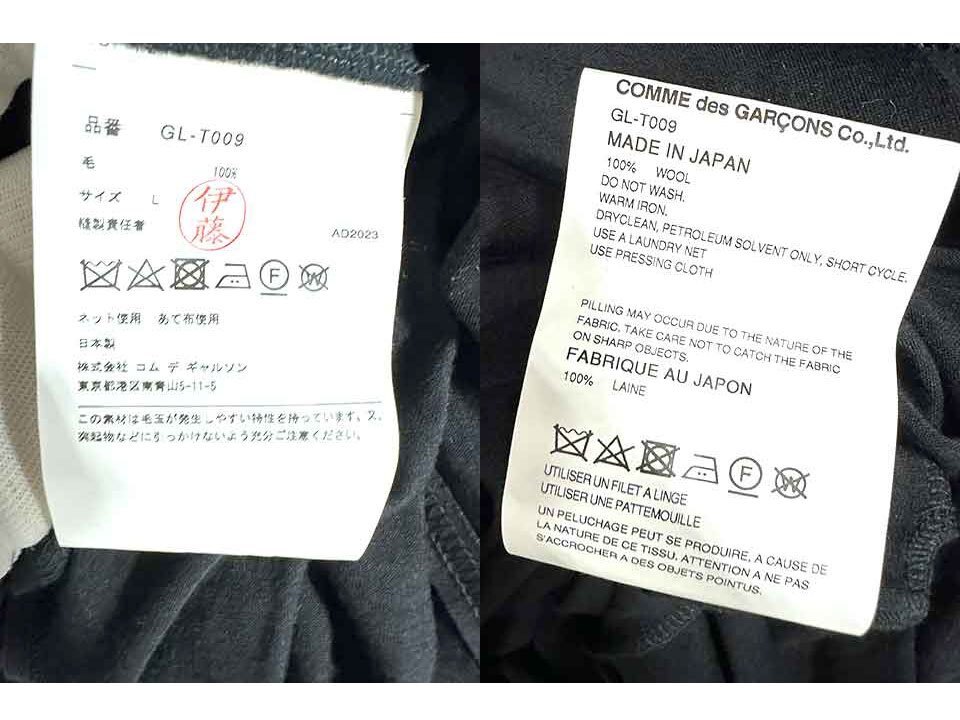 品番 GL-T009
毛 100%
サイズ L
縫製責任者
伊藤
AD2023
ネット使用 あて布使用
日本製
株式会社 コム デ ギャルソン
東京都港区南青山5-11-5
この素材は毛玉が発生しやすい特性を持っています。又、
突起物などに引っかけないよう充分ご注意ください。
COMME des GARÇONS Co.,Ltd.
GL-T009
MADE IN JAPAN
100% WOOL
DO NOT WASH.
WARM IRON.
DRYCLEAN, PETROLEUM SOLVENT ONLY, SHORT CYCLE.
USE A LAUNDRY NET
USE PRESSING CLOTH
PILLING MAY OCCUR DUE TO THE NATURE OF THE
FABRIC. TAKE CARE NOT TO CATCH THE FABRIC
ON SHARP OBJECTS.
FABRIQUE AU JAPON
100% LAINE
F W
UTILISER UN FILET A LINGE
UTILISER UNE PATTEMOUILLE
UN PELUCHAGE PEUT SE PRODUIRE, A CAUSE DE
LA NATURE DE CE TISSU. ATTENTION A NE PAS
S'ACCROCHER A DES OBJETS POINTUS.